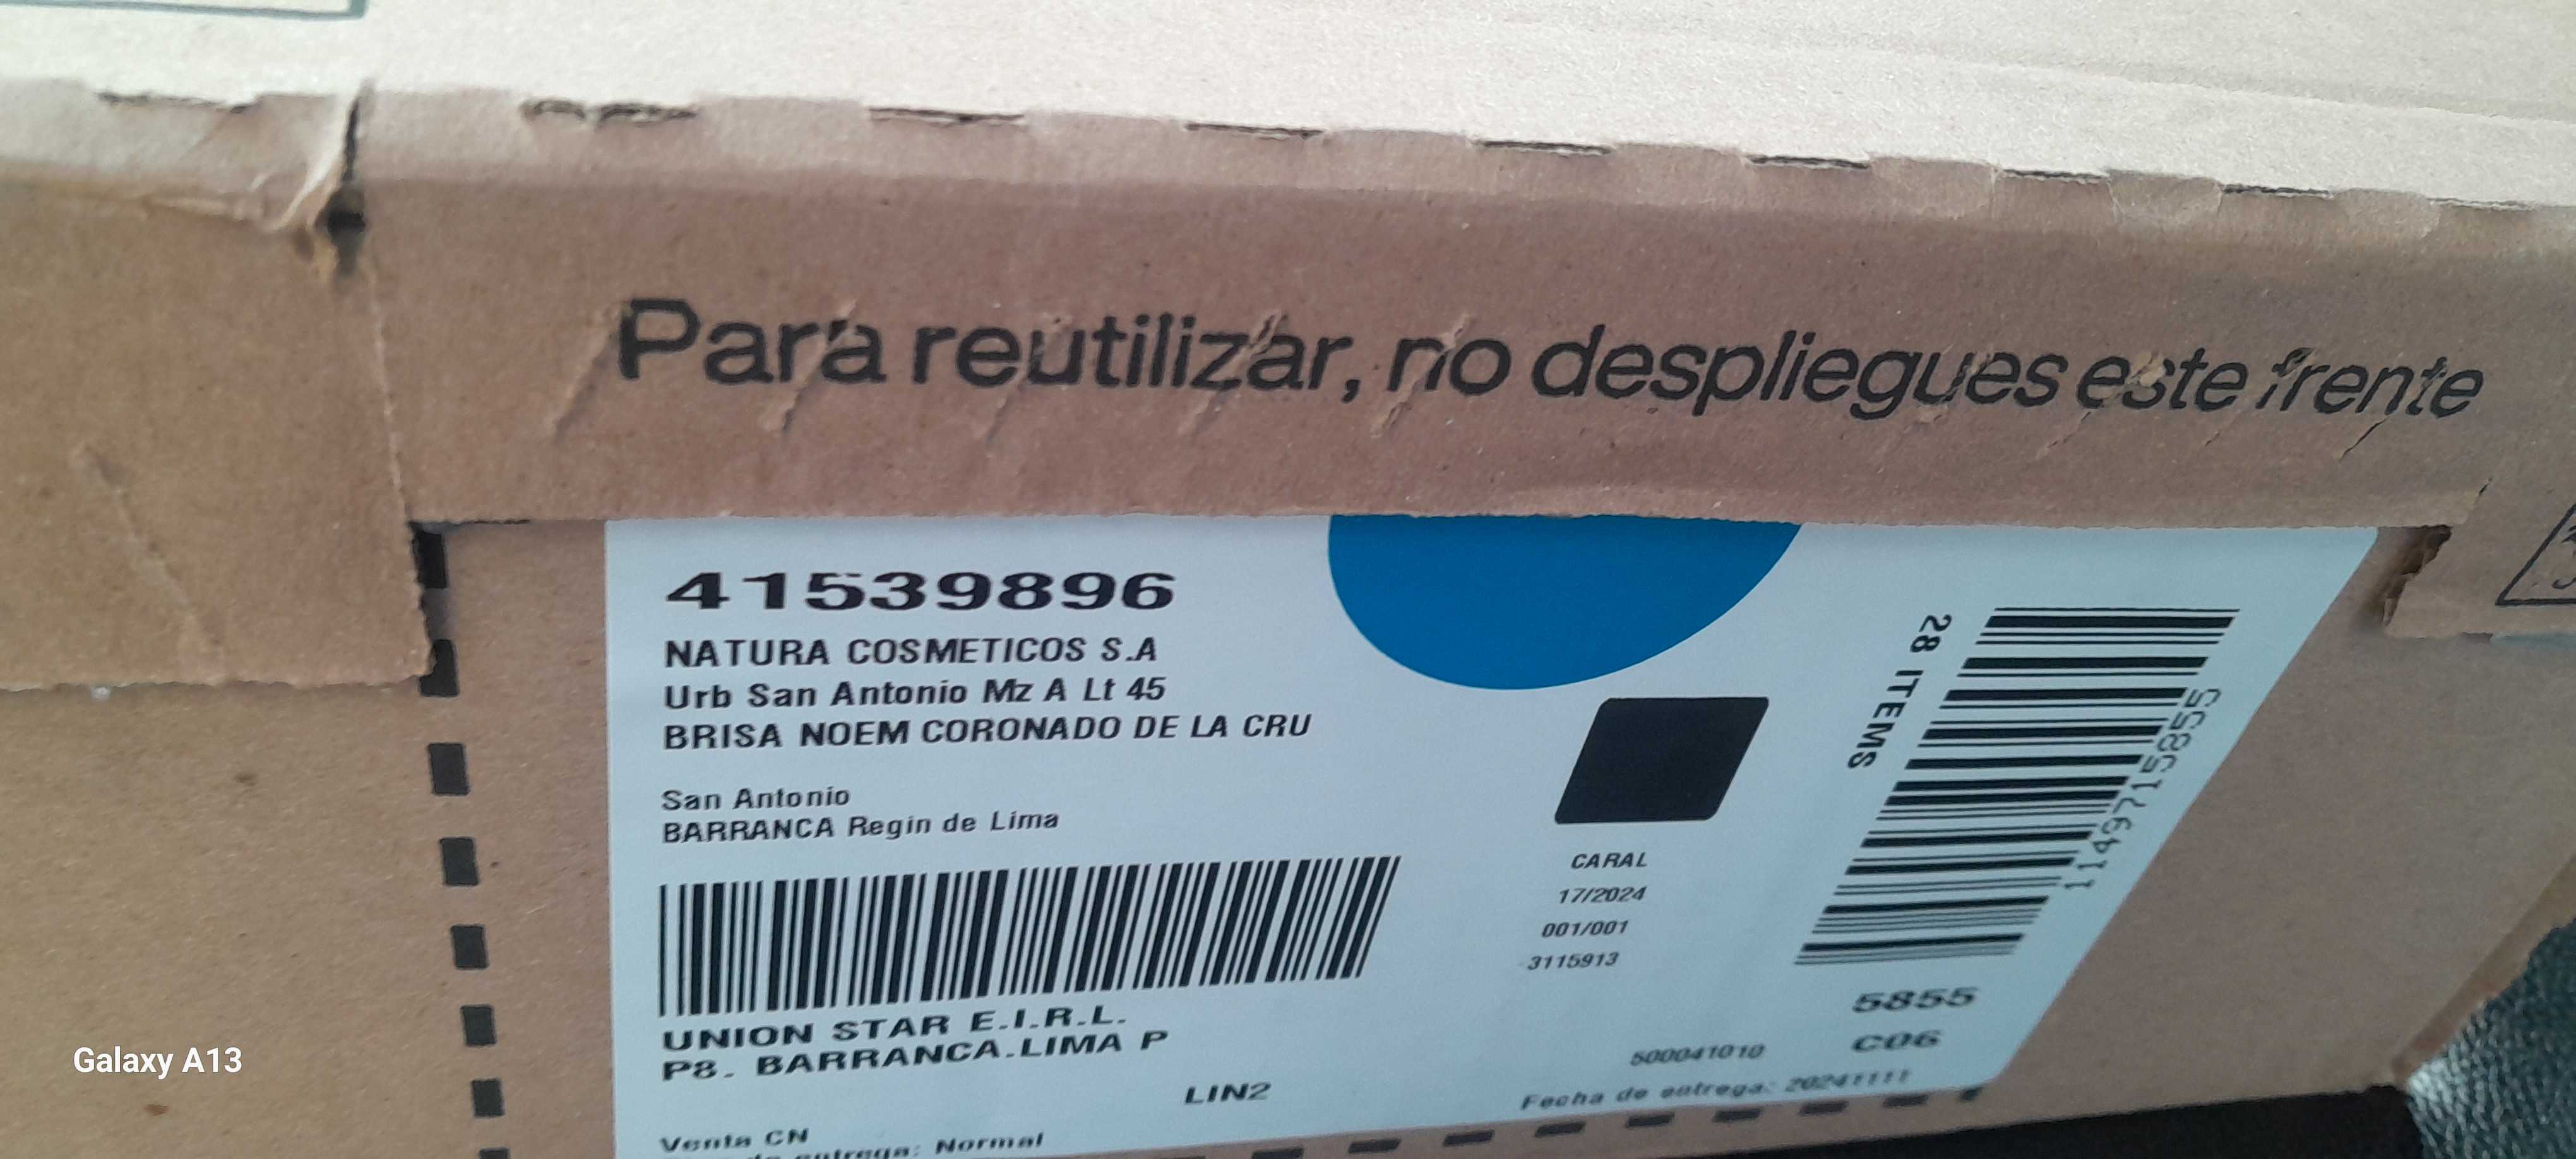 Para reutilizar, no despliegues este frente
41539896
NATURA COSMETICOS S.A
Urb San Antonio Mz A Lt 45
BRISA NOEM CORONADO DE LA CRU
San Antonio
BARRANCA Regin de Lima
UNION STAR E.I.R.L.
P8. BARRANCA.LIMA P
LIN2
Venta CN
entrega: Normal
CARAL
17/2024
001/001
3115913
28 ITEMS
11497155855
5855
C06
500041010
Fecha de entrega: 20241111
Galaxy A13